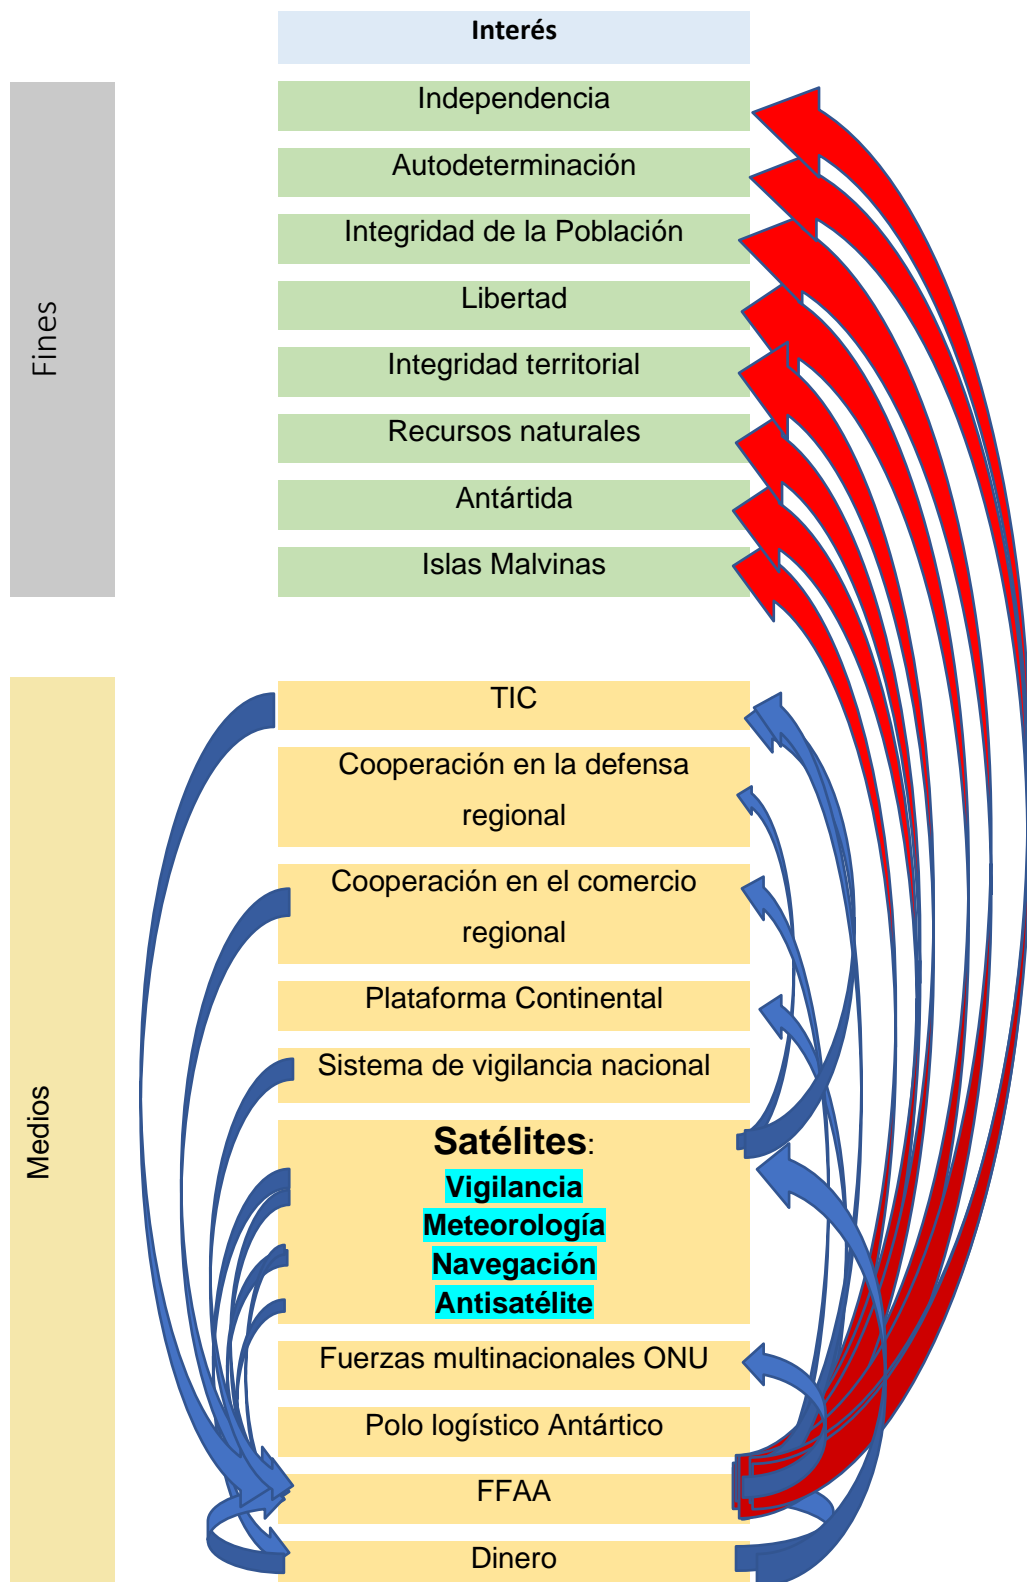 Interés
Fines
Independencia
Autodeterminación
Integridad de la Población
Libertad
Integridad territorial
Recursos naturales
Antártida
Islas Malvinas
Medios
TIC
Cooperación en la defensa
regional
Cooperación en el comercio
regional
Plataforma Continental
Sistema de vigilancia nacional
Satélites:
Vigilancia
Meteorología
Navegación
Antisatélite
Fuerzas multinacionales ONU
Polo logístico Antártico
FFAA
Dinero